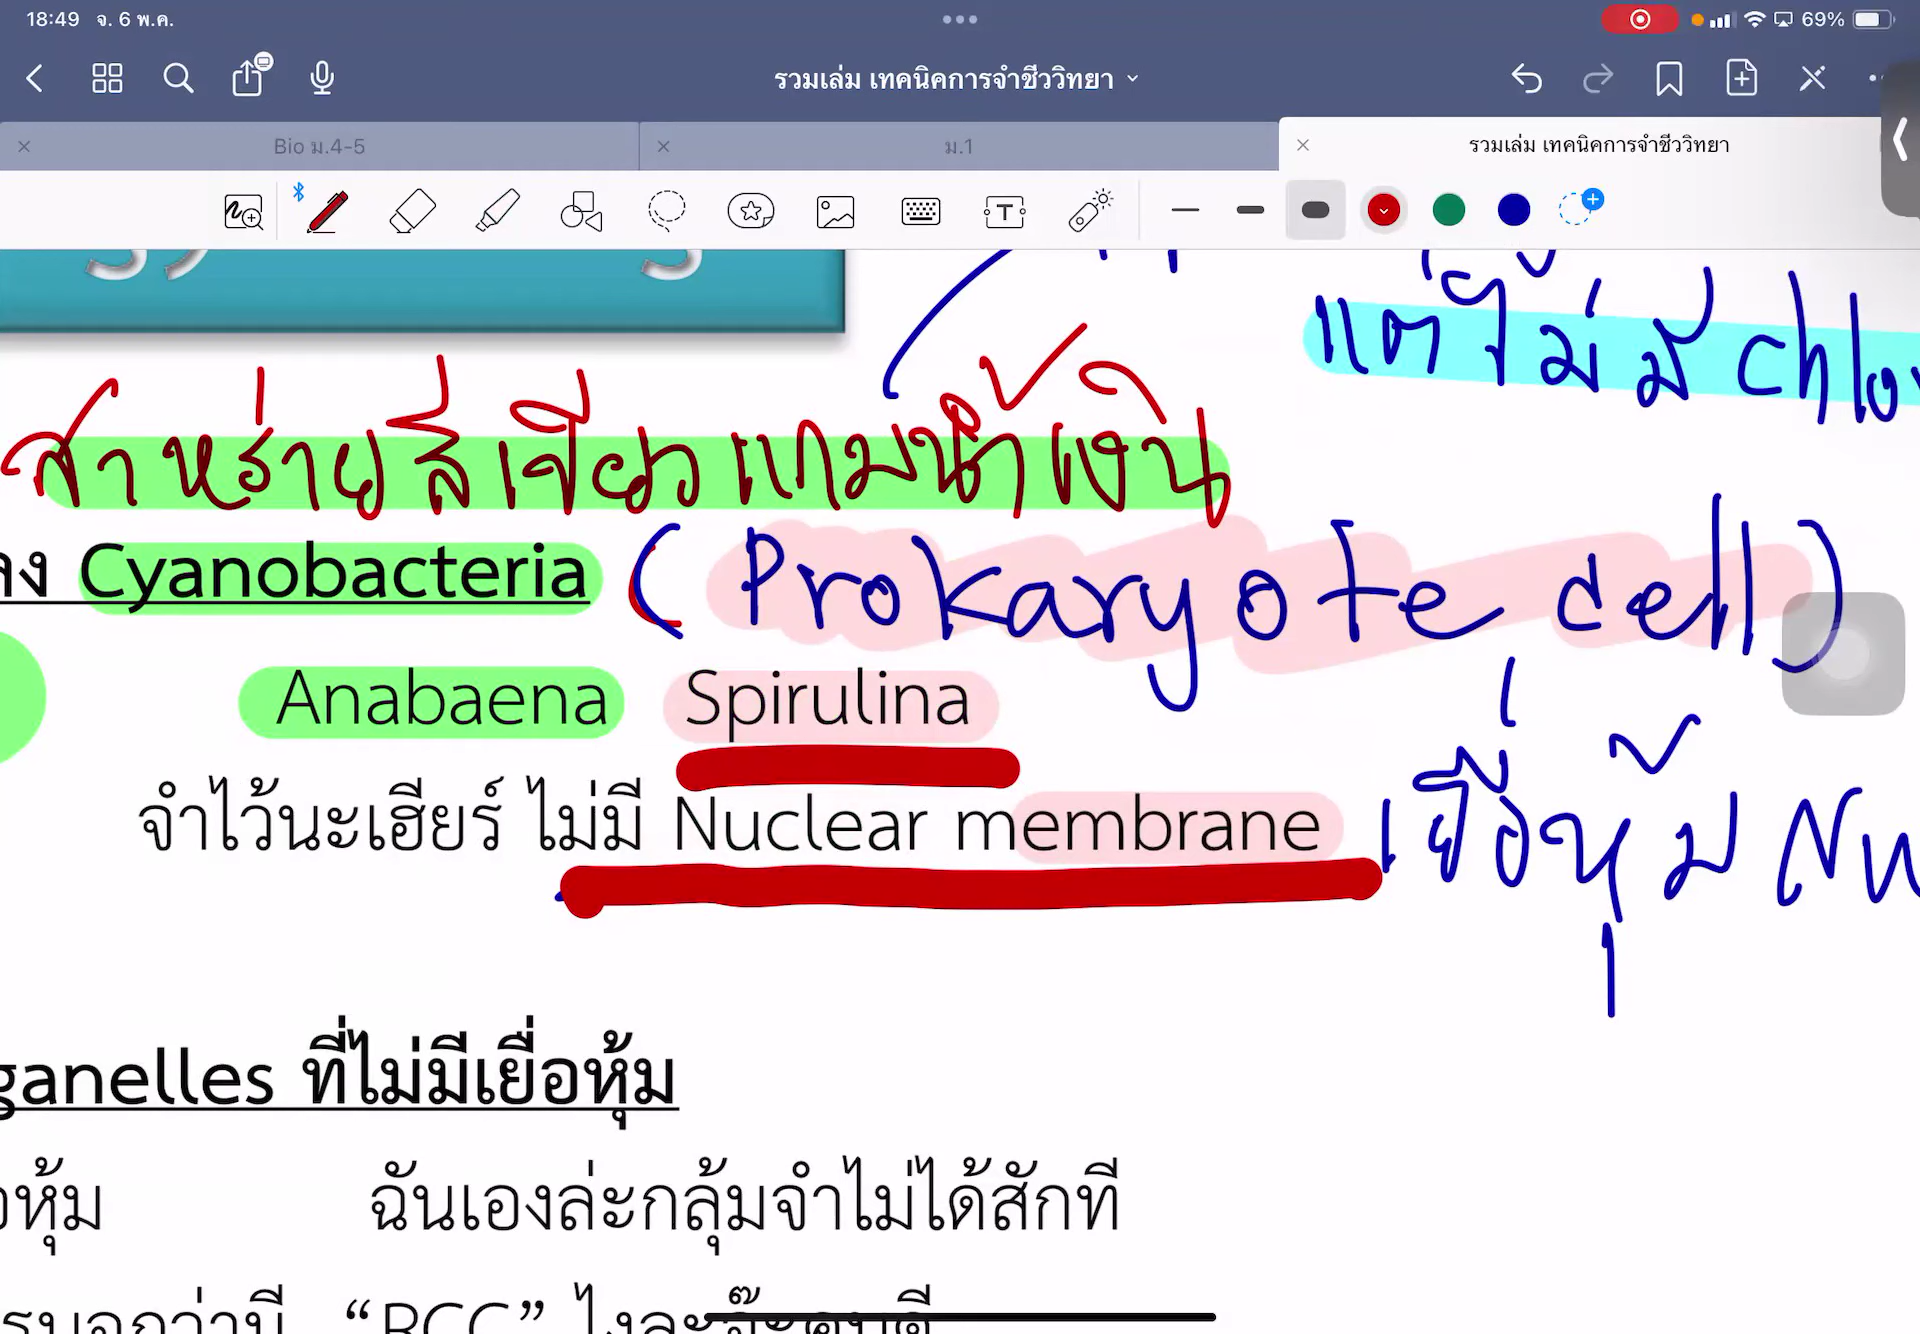 18:49 จ. 6 พ.ค. 69%
รวมเล่ม เทคนิคการจำชีววิทยา
Bio ม.4-5 ม.1 รวมเล่ม เทคนิคการจำชีววิทยา
แต่ไม่มี
สาหร่ายสีเขียวแกมน้ำเงิน
Cyanobacteria (Prokaryote cell)
Anabaena Spirulina
จำไว้นะเฮียร์ ไม่มี Nuclear membrane เยื่อหุ้ม
ganelles ที่ไม่มีเยื่อหุ้ม
อหุ้ม ฉันเองล่ะกลุ้มจำไม่ได้สักที
"RCC" ไงละ